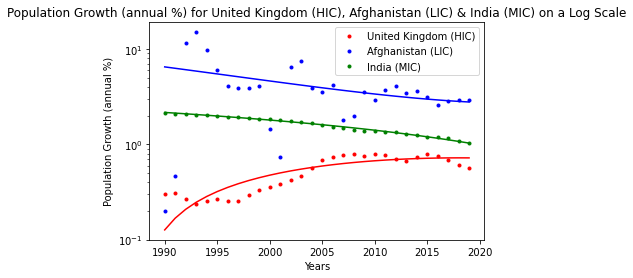 Population Growth (annual %) for United Kingdom (HIC), Afghanistan (LIC) & India (MIC) on a Log Scale
United Kingdom (HIC)
Afghanistan (LIC)
India (MIC)
Population Growth (annual %)
10¹
10⁰
10⁻¹
1990 1995 2000 2005 2010 2015 2020
Years